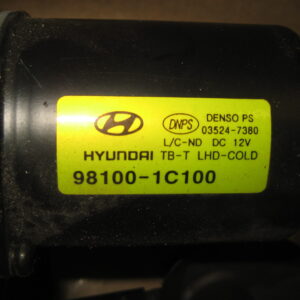 DNPS DENSO PS
03524-7380
L/C-ND DC 12V
HYUNDAI TB-T LHD-COLD
98100-1C100